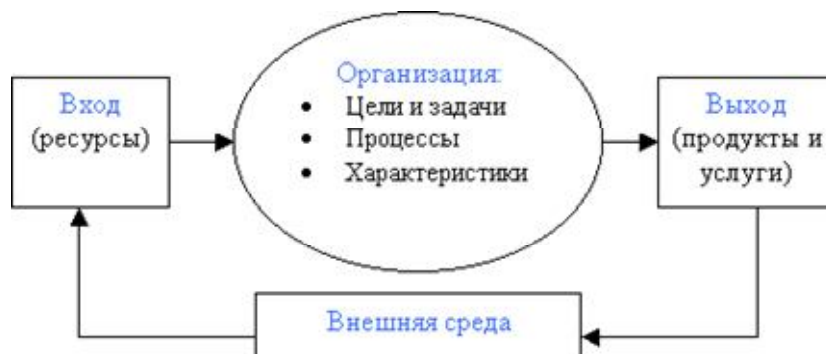 Вход
(ресурсы)
Организация:
• Цели и задачи
• Процессы
• Характеристики
Выход
(продукты и
услуги)
Внешняя среда